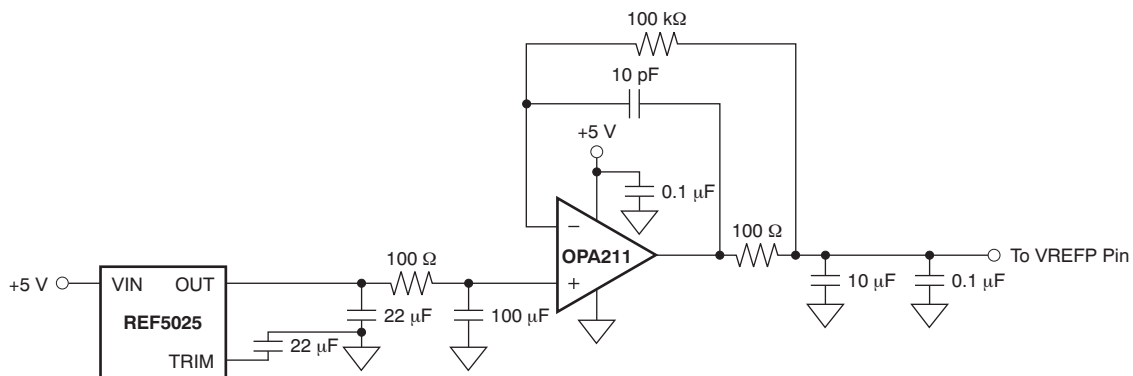 100 kΩ
10 pF
+5 V
0.1 μF
−
OPA211
+
100 Ω
To VREFP Pin
10 μF
0.1 μF
100 Ω
+5 V
VIN OUT
REF5025
TRIM
22 μF
22 μF
100 μF